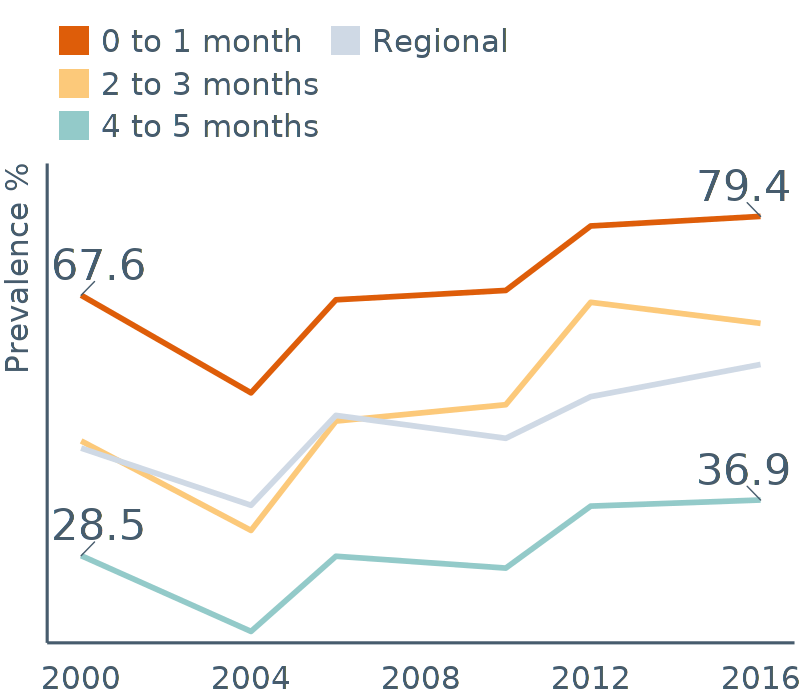 0 to 1 month
Regional
2 to 3 months
4 to 5 months
Prevalence %
79.4
67.6
36.9
28.5
2000 2004 2008 2012 2016